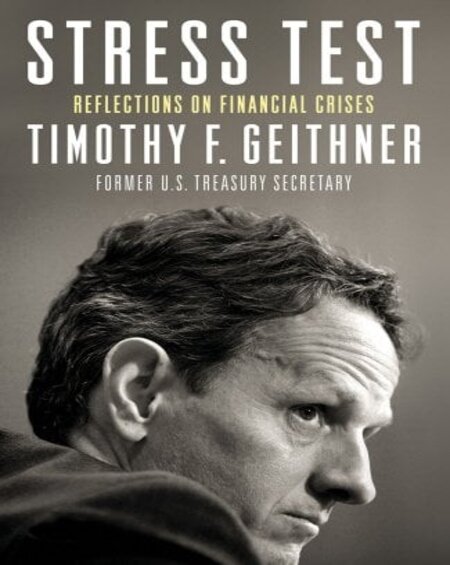 STRESS TEST
REFLECTIONS ON FINANCIAL CRISES
TIMOTHY F. GEITHNER
FORMER U.S. TREASURY SECRETARY